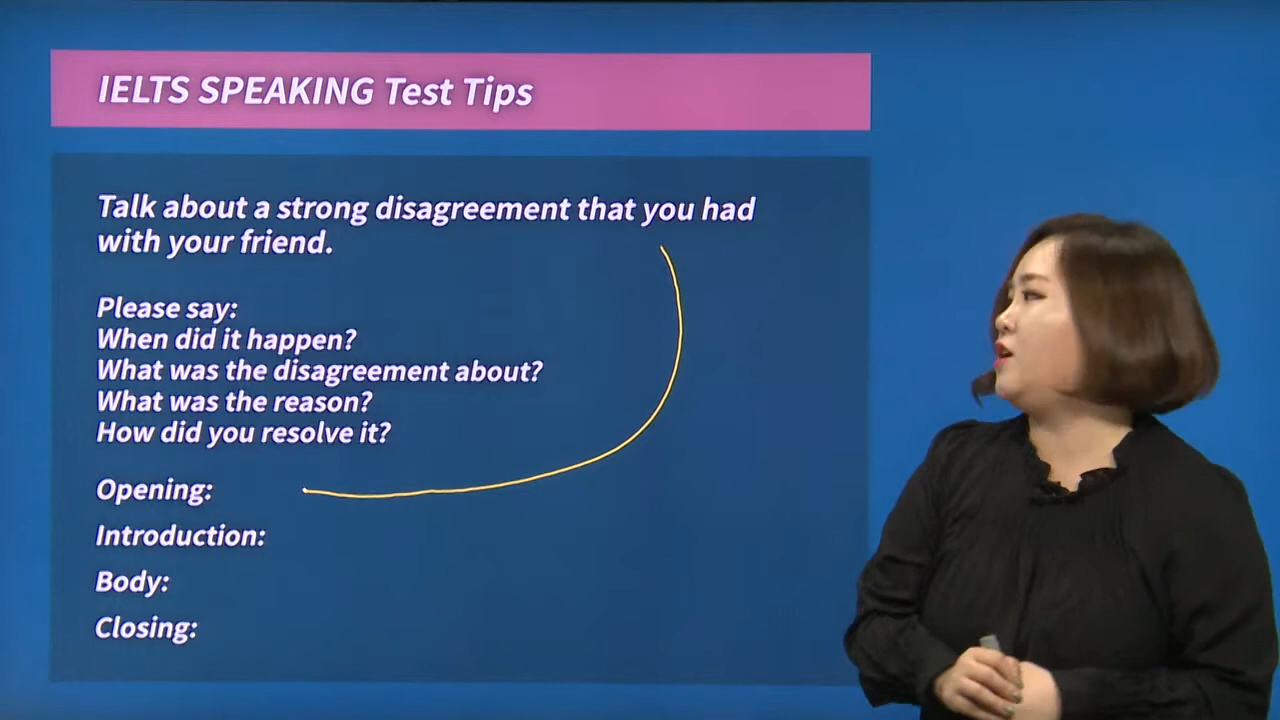 IELTS SPEAKING Test Tips
Talk about a strong disagreement that you had
with your friend.
Please say:
When did it happen?
What was the disagreement about?
What was the reason?
How did you resolve it?
Opening:
Introduction:
Body:
Closing: